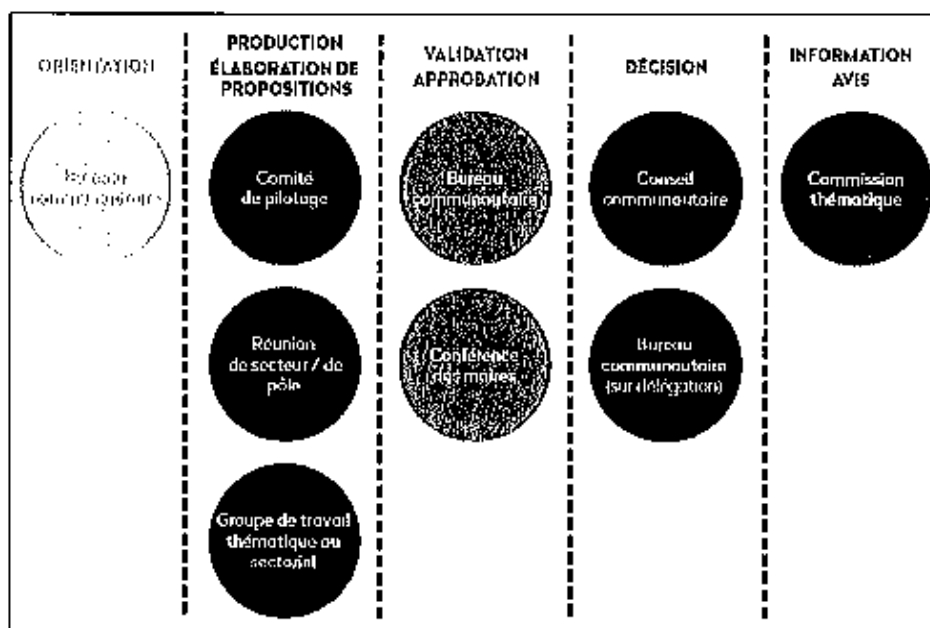 ORIENTATION
PRODUCTION
ÉLABORATION DE
PROPOSITIONS
Comité
de pilotage
Réunion
de secteur / de
pôle
Groupe de travail
thématique ou
sectoriel
VALIDATION
APPROBATION
Bureau
communautaire
Conférence
des maires
DÉCISION
Conseil
communautaire
Bureau
communautaire
(sur délégation)
INFORMATION
AVIS
Commission
thématique